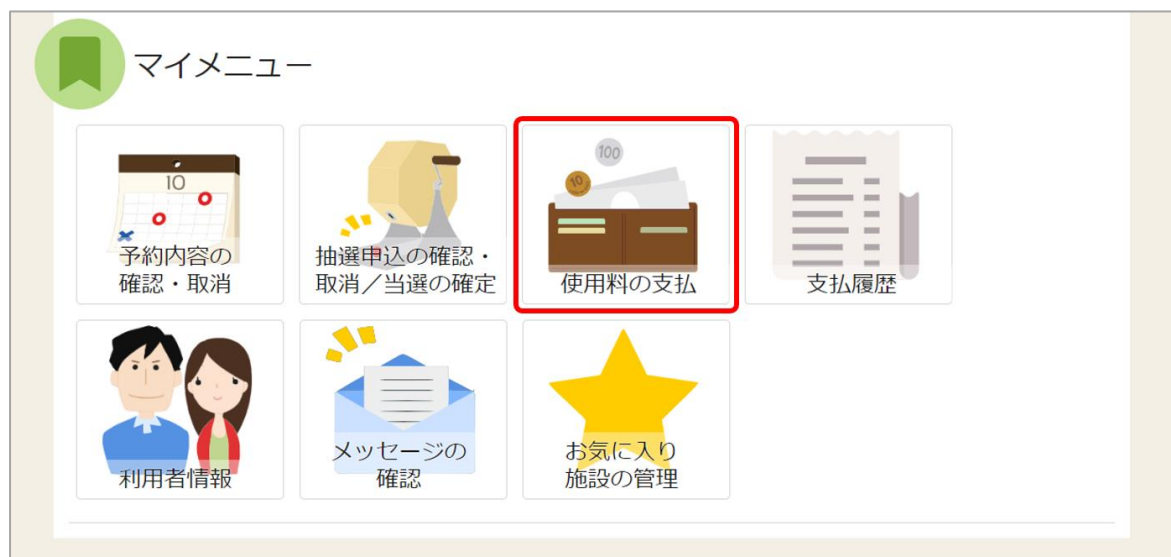 マイメニュー
10
予約内容の
確認・取消
抽選申込の確認・
取消／当選の確定
100
10
使用料の支払
支払履歴
利用者情報
メッセージの
確認
お気に入り
施設の管理